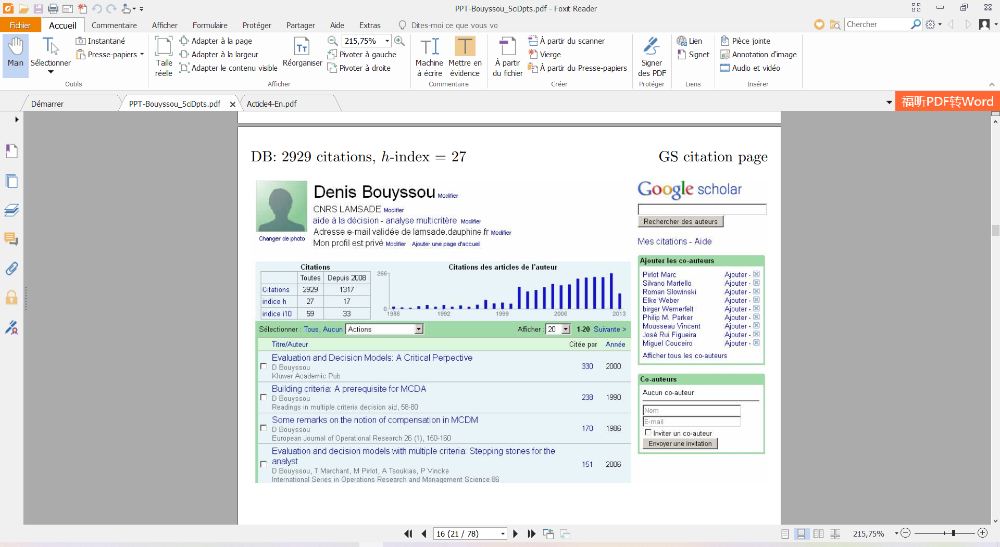 PPT-Bouyssou_SciDpts.pdf - Foxit Reader
Fichier Accueil Commentaire Afficher Formulaire Protéger Partager Aide Extras Dites-moi ce que vous vo Chercher
Main
Sélectionner
Instantané
Presse-papiers
Outils
Taille
réelle
Adapter à la page
Adapter à la largeur
Adapter le contenu visible
Réorganiser
215,75%
Pivoter à gauche
Pivoter à droite
Afficher
Machine
à écrire
Mettre en
évidence
Commentaire
À partir
du fichier
À partir du scanner
Vierge
À partir du Presse-papiers
Créer
Signer
des PDF
Protéger
Lien
Signet
Liens
Pièce jointe
Annotation d'image
Audio et vidéo
Insérer
Démarrer PPT-Bouyssou_SciDpts.pdf Acticle4-En.pdf 福昕PDF转Word
DB: 2929 citations, h-index = 27 GS citation page
Denis Bouyssou Modifier
CNRS LAMSADE Modifier
aide à la décision - analyse multicritère Modifier
Adresse e-mail validée de lamsade.dauphine.fr Modifier
Changer de photo
Mon profil est privé Modifier Ajouter une page d'accueil
Google scholar
Rechercher des auteurs
Mes citations - Aide
Citations
Toutes Depuis 2008
Citations 2929 1317
indice h 27 17
indice i10 59 33
Citations des articles de l'auteur
266
0
1986 1992 1999 2006 2013
Sélectionner : Tous, Aucun Actions Afficher : 20 1-20 Suivante >
Titre/Auteur Citée par Année
Evaluation and Decision Models: A Critical Perpective
D Bouyssou
Kluwer Academic Pub
330 2000
Building criteria: A prerequisite for MCDA
D Bouyssou
Readings in multiple criteria decision aid, 58-80
238 1990
Some remarks on the notion of compensation in MCDM
D Bouyssou
European Journal of Operational Research 26 (1), 150-160
170 1986
Evaluation and decision models with multiple criteria: Stepping stones for the
analyst
D Bouyssou, T Marchant, M Pirlot, A Tsoukias, P Vincke
International Series in Operations Research and Management Science 86
151 2006
Ajouter les co-auteurs
Pirlot Marc Ajouter -
Silvano Martello Ajouter -
Roman Slowinski Ajouter -
Elke Weber Ajouter -
birger Wernerfelt Ajouter -
Philip M. Parker Ajouter -
Mousseau Vincent Ajouter -
José Rui Figueira Ajouter -
Miguel Couceiro Ajouter -
Afficher tous les co-auteurs
Co-auteurs
Aucun co-auteur
Nom
E-mail
Inviter un co-auteur
Envoyer une invitation
16 (21 / 78) 215,75%